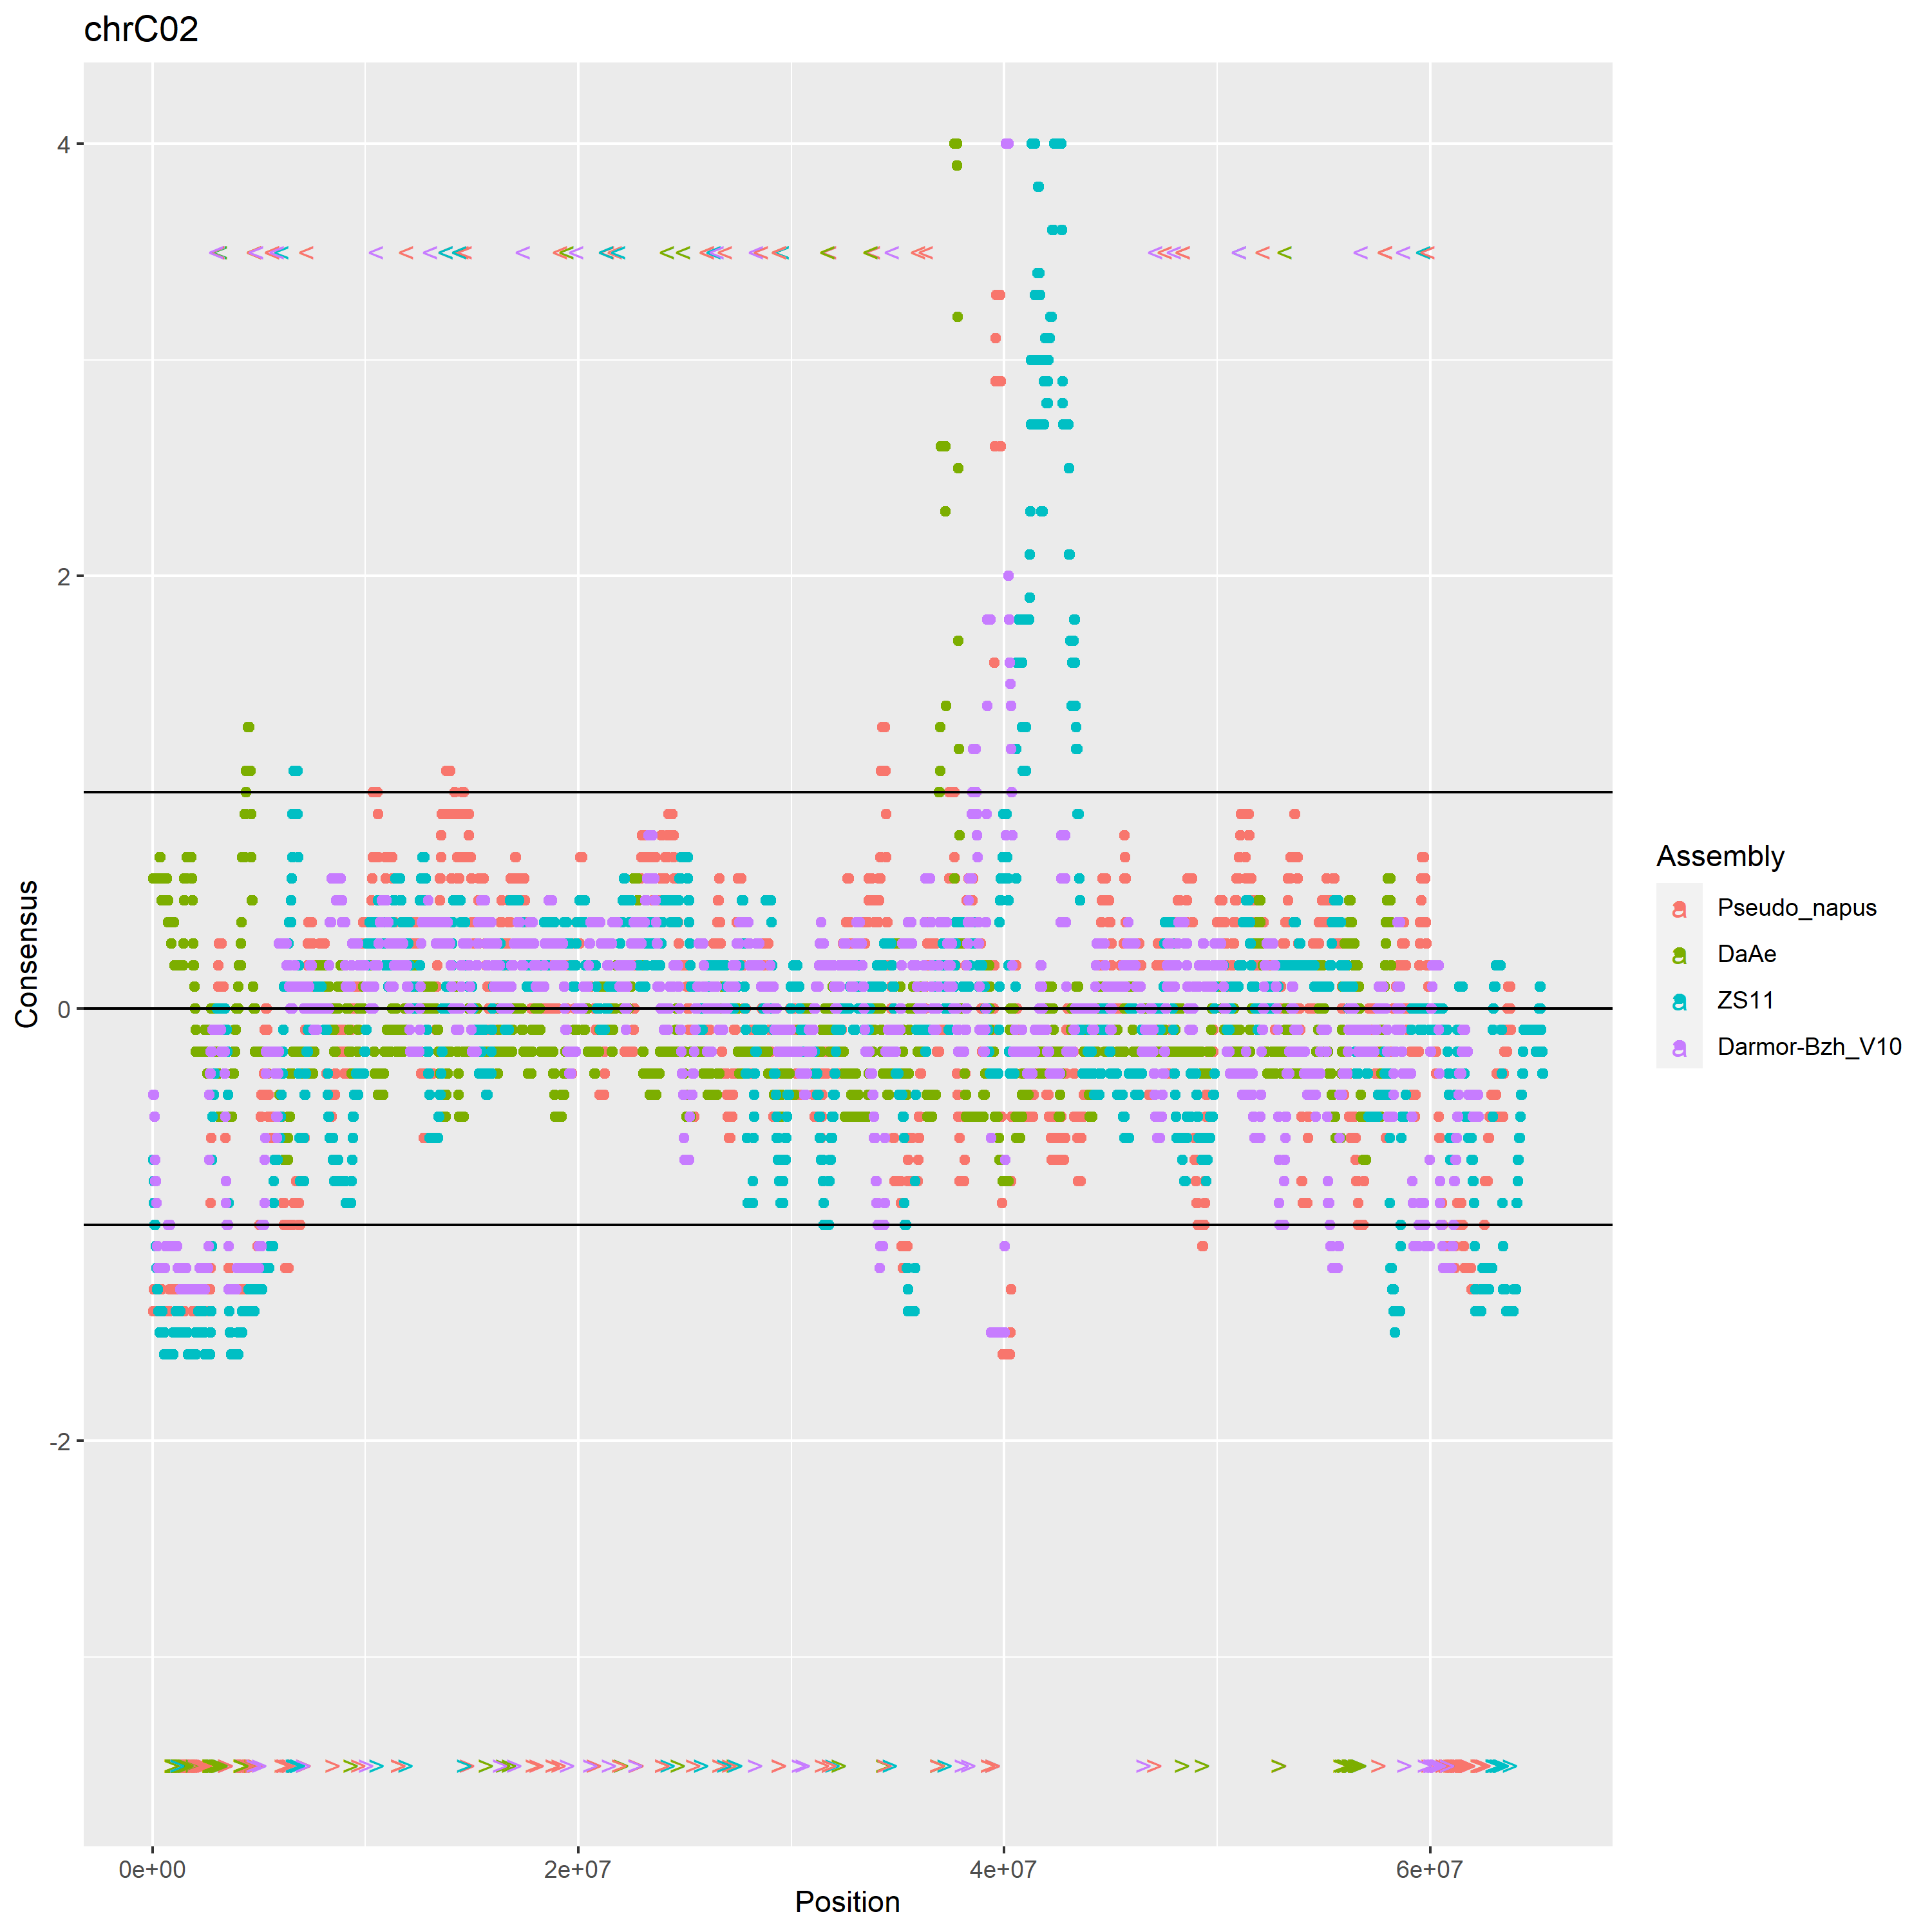 chrC02
Consensus
4
2
0
-2
0e+00 2e+07 4e+07 6e+07
Position
Assembly
a Pseudo_napus
a DaAe
a ZS11
a Darmor-Bzh_V10